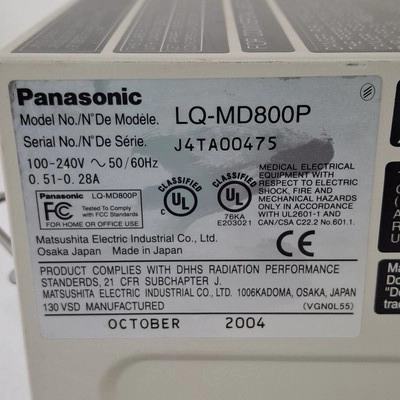 Panasonic
Model No./N° De Modèle. LQ-MD800P
Serial No./N° De Série. J4TA00475
100-240V ~ 50/60Hz
0.51-0.28A
Panasonic LQ-MD800P
FC Tested To Comply
with FCC Standards
FOR HOME OR OFFICE USE
C UL US
CLASSIFIED
C UL US
CLASSIFIED
76KA
E203021
MEDICAL ELECTRICAL
EQUIPMENT WITH
RESPECT TO ELECTRIC
SHOCK, FIRE AND
MECHANICAL HAZARDS
ONLY IN ACCORDANCE
WITH UL2601-1 AND
CAN/CSA C22.2 No.601.1.
Matsushita Electric Industrial Co., Ltd.
Osaka Japan Made in Japan
CE
PRODUCT COMPLIES WITH DHHS RADIATION PERFORMANCE
STANDERDS, 21 CFR SUBCHAPTER J.
MATSUSHITA ELECTRIC INDUSTRIAL CO., LTD. 1006KADOMA, OSAKA, JAPAN
130 VSD MANUFACTURED (VGN0L55)
OCTOBER 2004